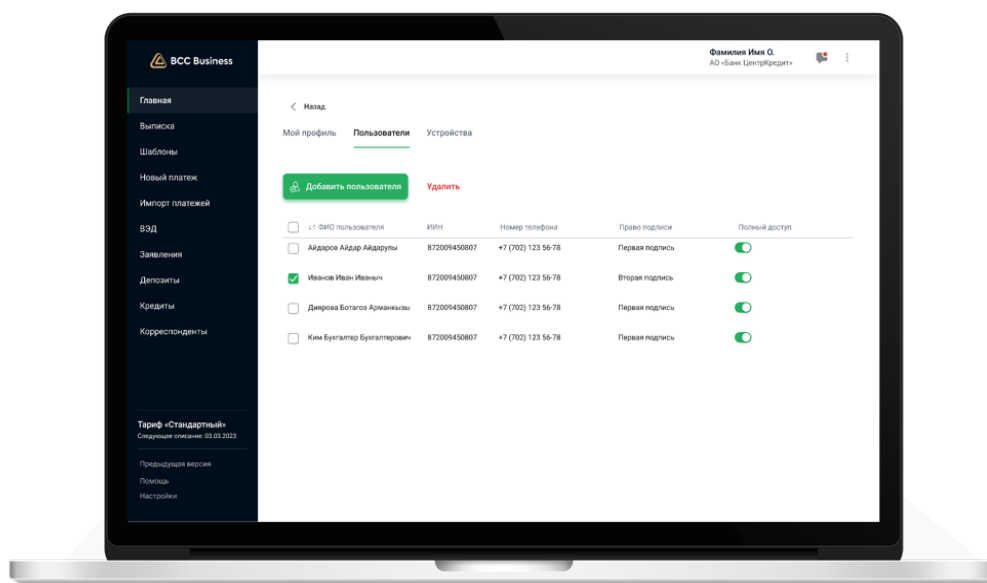 BCC Business
Фамилия Имя О.
АО «Банк ЦентрКредит»
Главная
Выписка
Шаблоны
Новый платеж
Импорт платежей
ВЭД
Заявления
Депозиты
Кредиты
Корреспонденты
Тариф «Стандартный»
Следующее списание: 03.03.2023
Предыдущая версия
Помощь
Настройки
Назад
Мой профиль Пользователи Устройства
Добавить пользователя Удалить
↓↑ ФИО пользователя ИИН Номер телефона Право подписи Полный доступ
Айдаров Айдар Айдарулы 872009450807 +7 (702) 123 56-78 Первая подпись
Иванов Иван Иваныч 872009450807 +7 (702) 123 56-78 Вторая подпись
Диярова Ботагоз Арманкызы 872009450807 +7 (702) 123 56-78 Первая подпись
Ким Бухгалтер Бухгалтерович 872009450807 +7 (702) 123 56-78 Первая подпись